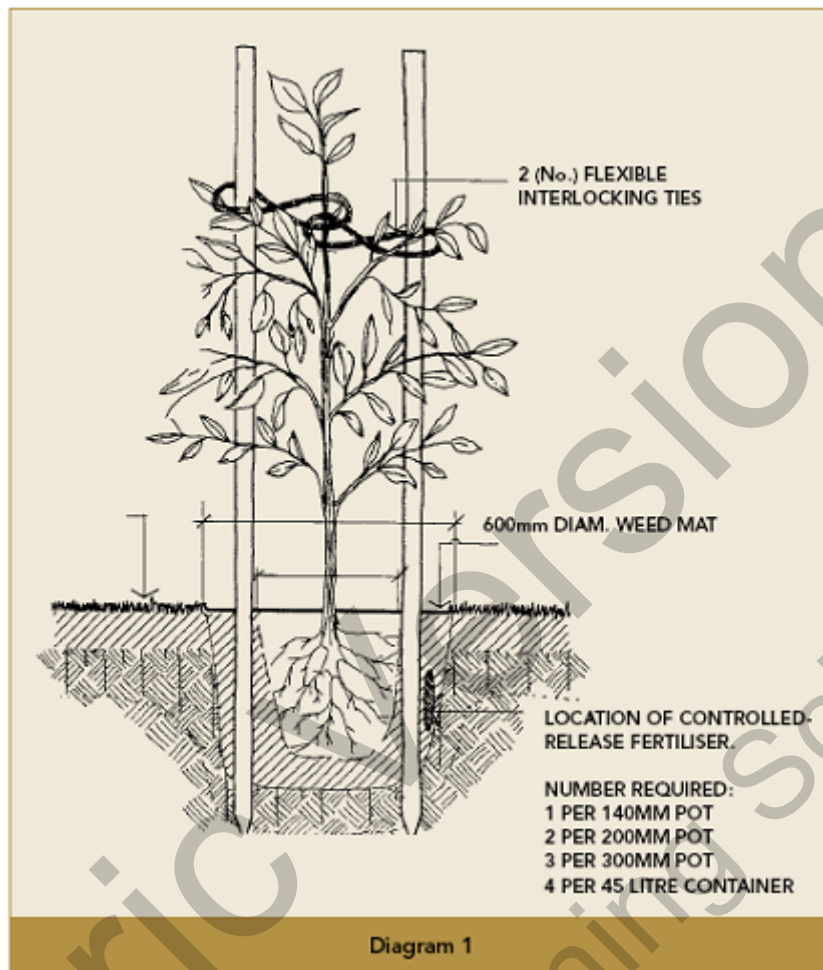 2 (No.) FLEXIBLE
INTERLOCKING TIES
600mm DIAM. WEED MAT
LOCATION OF CONTROLLED-
RELEASE FERTILISER.
NUMBER REQUIRED:
1 PER 140MM POT
2 PER 200MM POT
3 PER 300MM POT
4 PER 45 LITRE CONTAINER
Diagram 1